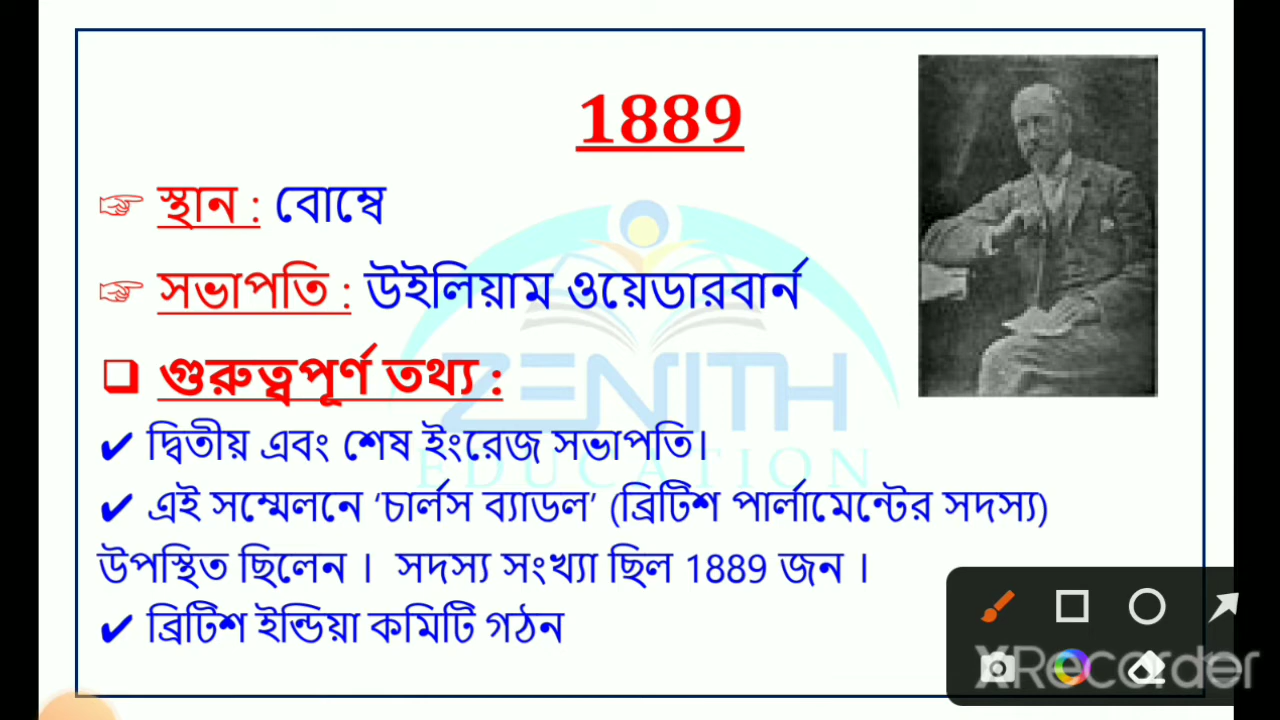 1889
☞ স্থান : বোম্বে
☞ সভাপতি : উইলিয়াম ওয়েডারবার্ন
❑ গুরুত্বপূর্ণ তথ্য :
✔ দ্বিতীয় এবং শেষ ইংরেজ সভাপতি।
✔ এই সম্মেলনে ‘চার্লস ব্যাডল’ (ব্রিটিশ পার্লামেন্টের সদস্য)
উপস্থিত ছিলেন । সদস্য সংখ্যা ছিল 1889 জন ।
✔ ব্রিটিশ ইন্ডিয়া কমিটি গঠন
ZENITH
EDUCATION
XRecorder